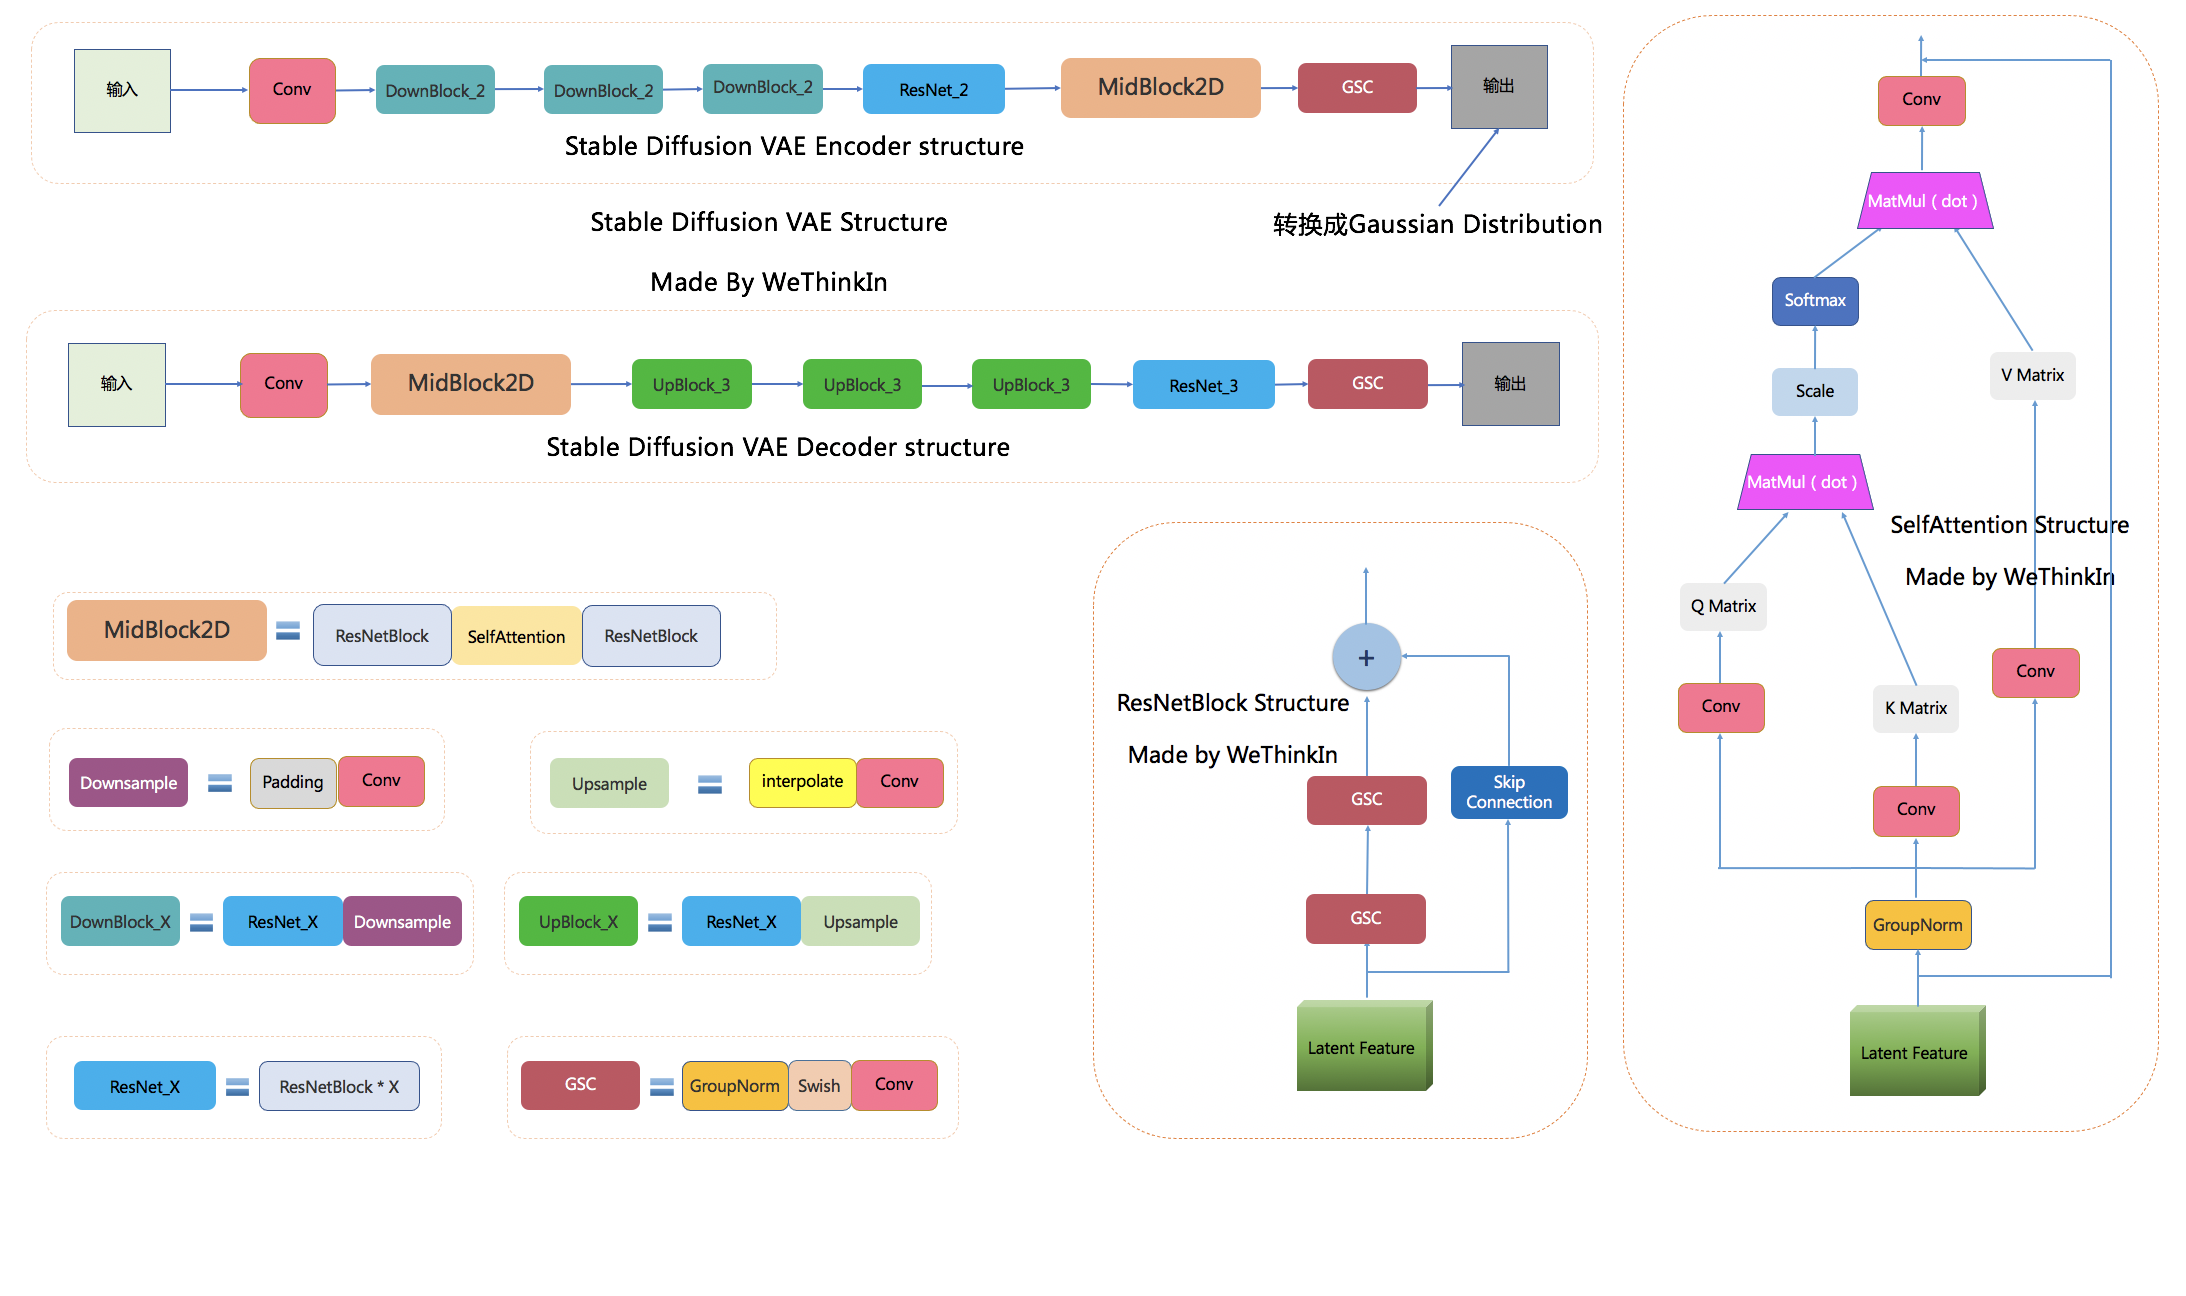 输入
Conv
DownBlock_2
DownBlock_2
DownBlock_2
ResNet_2
MidBlock2D
GSC
输出
Stable Diffusion VAE Encoder structure
Stable Diffusion VAE Structure
转换成Gaussian Distribution
Made By WeThinkIn
输入
Conv
MidBlock2D
UpBlock_3
UpBlock_3
UpBlock_3
ResNet_3
GSC
输出
Stable Diffusion VAE Decoder structure
MidBlock2D
ResNetBlock
SelfAttention
ResNetBlock
Downsample
Padding
Conv
Upsample
interpolate
Conv
DownBlock_X
ResNet_X
Downsample
UpBlock_X
ResNet_X
Upsample
ResNet_X
ResNetBlock * X
GSC
GroupNorm
Swish
Conv
+
ResNetBlock Structure
Made by WeThinkIn
GSC
Skip
Connection
GSC
Latent Feature
Conv
MatMul ( dot )
Softmax
V Matrix
Scale
MatMul ( dot )
SelfAttention Structure
Made by WeThinkIn
Q Matrix
Conv
Conv
K Matrix
Conv
GroupNorm
Latent Feature